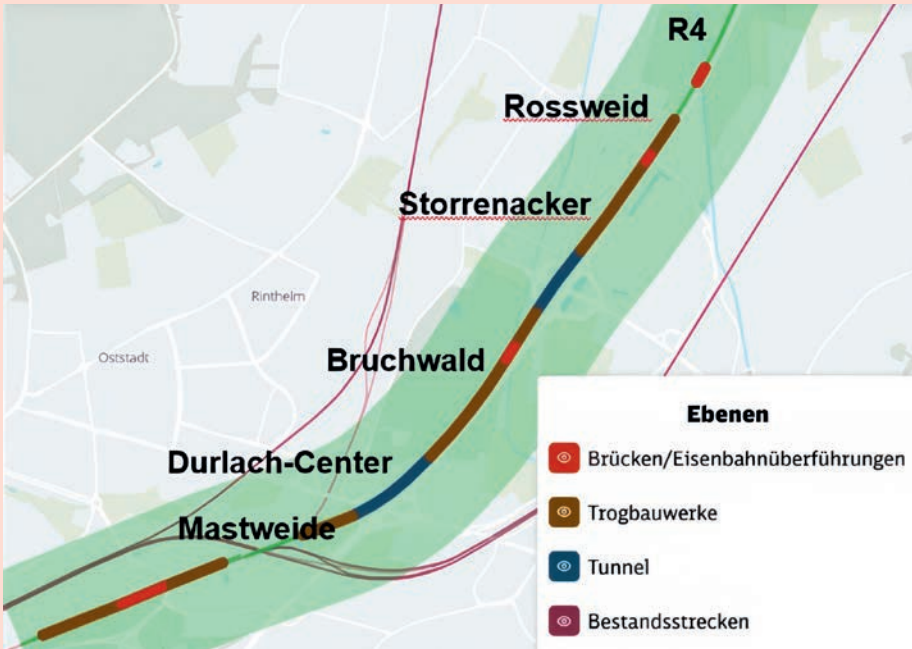 R4
Rossweid
Storrenacker
Rintheim
Oststadt
Bruchwald
Durlach-Center
Mastweide
Ebenen
Brücken/Eisenbahnüberführungen
Trogbauwerke
Tunnel
Bestandsstrecken